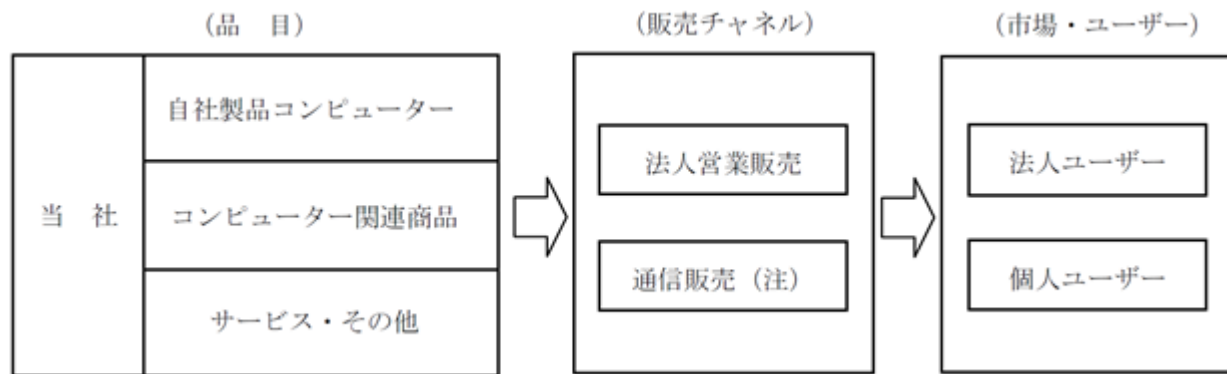 (品　目)
(販売チャネル)
(市場・ユーザー)
当　社
自社製品コンピューター
コンピューター関連商品
サービス・その他
法人営業販売
通信販売（注）
法人ユーザー
個人ユーザー